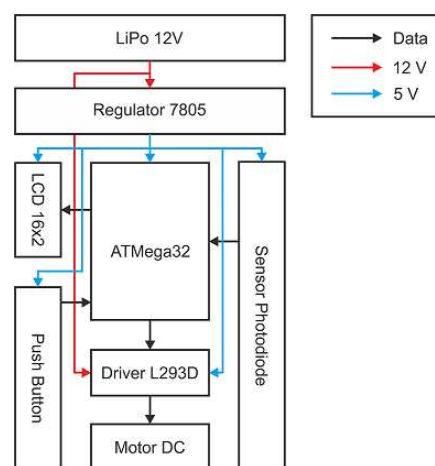 LiPo 12V
Data
12 V
5 V
Regulator 7805
LCD 16x2
ATMega32
Sensor Photodiode
Push Button
Driver L293D
Motor DC